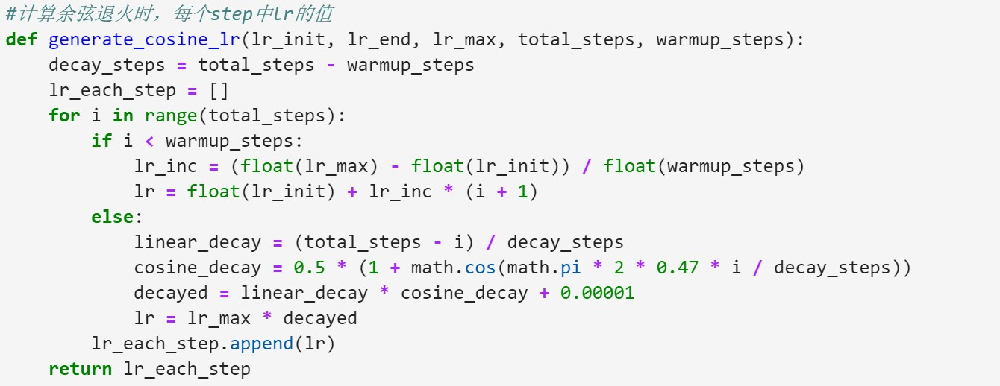 #计算余弦退火时，每个step中lr的值
def generate_cosine_lr(lr_init, lr_end, lr_max, total_steps, warmup_steps):
    decay_steps = total_steps - warmup_steps
    lr_each_step = []
    for i in range(total_steps):
        if i < warmup_steps:
            lr_inc = (float(lr_max) - float(lr_init)) / float(warmup_steps)
            lr = float(lr_init) + lr_inc * (i + 1)
        else:
            linear_decay = (total_steps - i) / decay_steps
            cosine_decay = 0.5 * (1 + math.cos(math.pi * 2 * 0.47 * i / decay_steps))
            decayed = linear_decay * cosine_decay + 0.00001
            lr = lr_max * decayed
        lr_each_step.append(lr)
    return lr_each_step